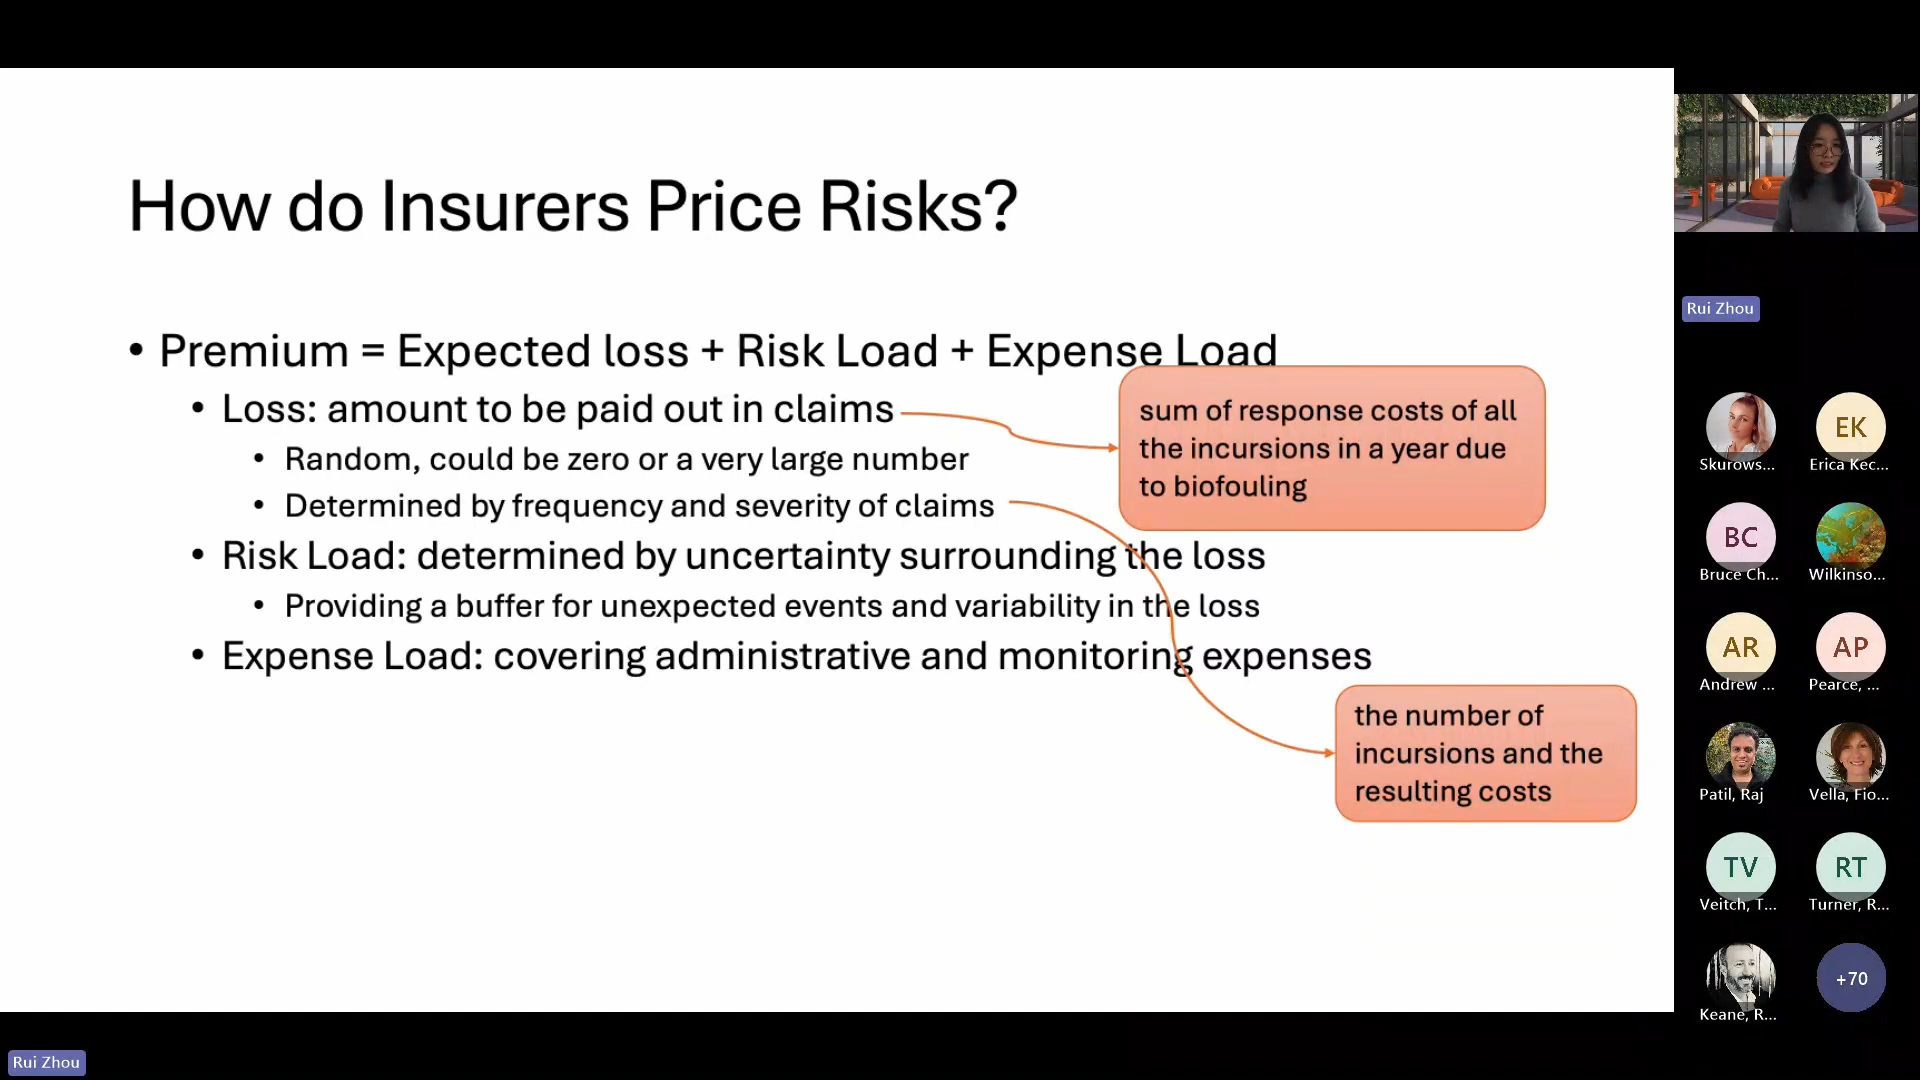 How do Insurers Price Risks?
• Premium = Expected loss + Risk Load + Expense Load
• Loss: amount to be paid out in claims
• Random, could be zero or a very large number
• Determined by frequency and severity of claims
• Risk Load: determined by uncertainty surrounding the loss
• Providing a buffer for unexpected events and variability in the loss
• Expense Load: covering administrative and monitoring expenses
sum of response costs of all
the incursions in a year due
to biofouling
the number of
incursions and the
resulting costs
Rui Zhou
Skurows...
EK
Erica Kec...
BC
Bruce Ch...
Wilkinso...
AR
Andrew ...
AP
Pearce, ...
Patil, Raj
Vella, Fio...
TV
Veitch, T...
RT
Turner, R...
Keane, R...
+70
Rui Zhou